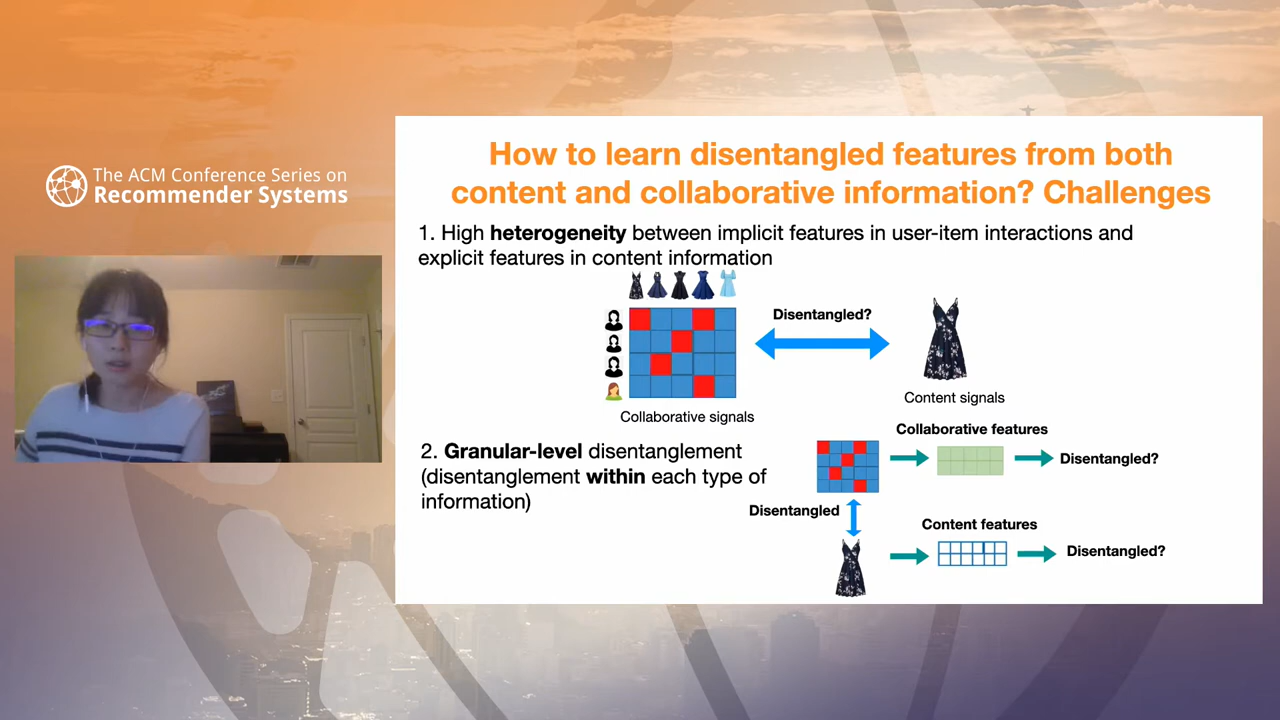 The ACM Conference Series on
Recommender Systems
How to learn disentangled features from both
content and collaborative information? Challenges
1. High heterogeneity between implicit features in user-item interactions and
explicit features in content information
Disentangled?
Collaborative signals
Content signals
2. Granular-level disentanglement
(disentanglement within each type of
information)
Collaborative features
Disentangled?
Disentangled
Content features
Disentangled?